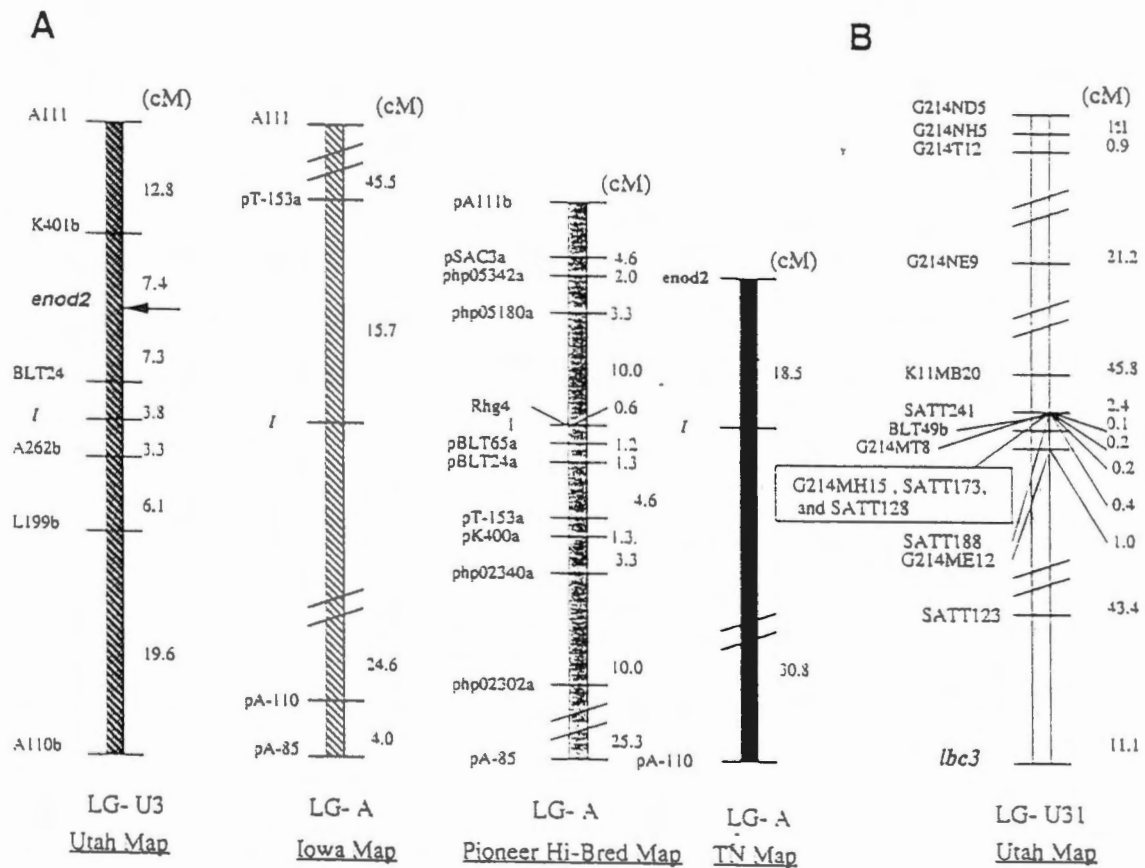 A
B
(cM)
A111
12.8
K401b
7.4
enod2
7.3
BLT24
3.8
I
3.3
A262b
6.1
L199b
19.6
A110b
LG- U3
Utah Map
(cM)
A111
45.5
pT-153a
15.7
I
24.6
pA-110
4.0
pA-85
LG- A
Iowa Map
(cM)
pA111b
pSAC3a
4.6
php05342a
2.0
php05180a
3.3
10.0
Rhg4
0.6
I
pBLT65a
1.2
pBLT24a
1.3
4.6
pT-153a
pK400a
1.3.
3.3
php02340a
10.0
php02302a
25.3
pA-85
LG- A
Pioneer Hi-Bred Map
(cM)
enod2
18.5
I
30.8
pA-110
LG- A
TN Map
(cM)
G214ND5
G214NH5
1.1
G214T12
0.9
G214NE9
21.2
K11MB20
45.8
SATT241
2.4
BLT49b
0.1
G214MT8
0.2
0.2
G214MH15 , SATT173,
and SATT128
0.4
SATT188
1.0
G214ME12
SATT123
43.4
lbc3
11.1
LG- U31
Utah Map